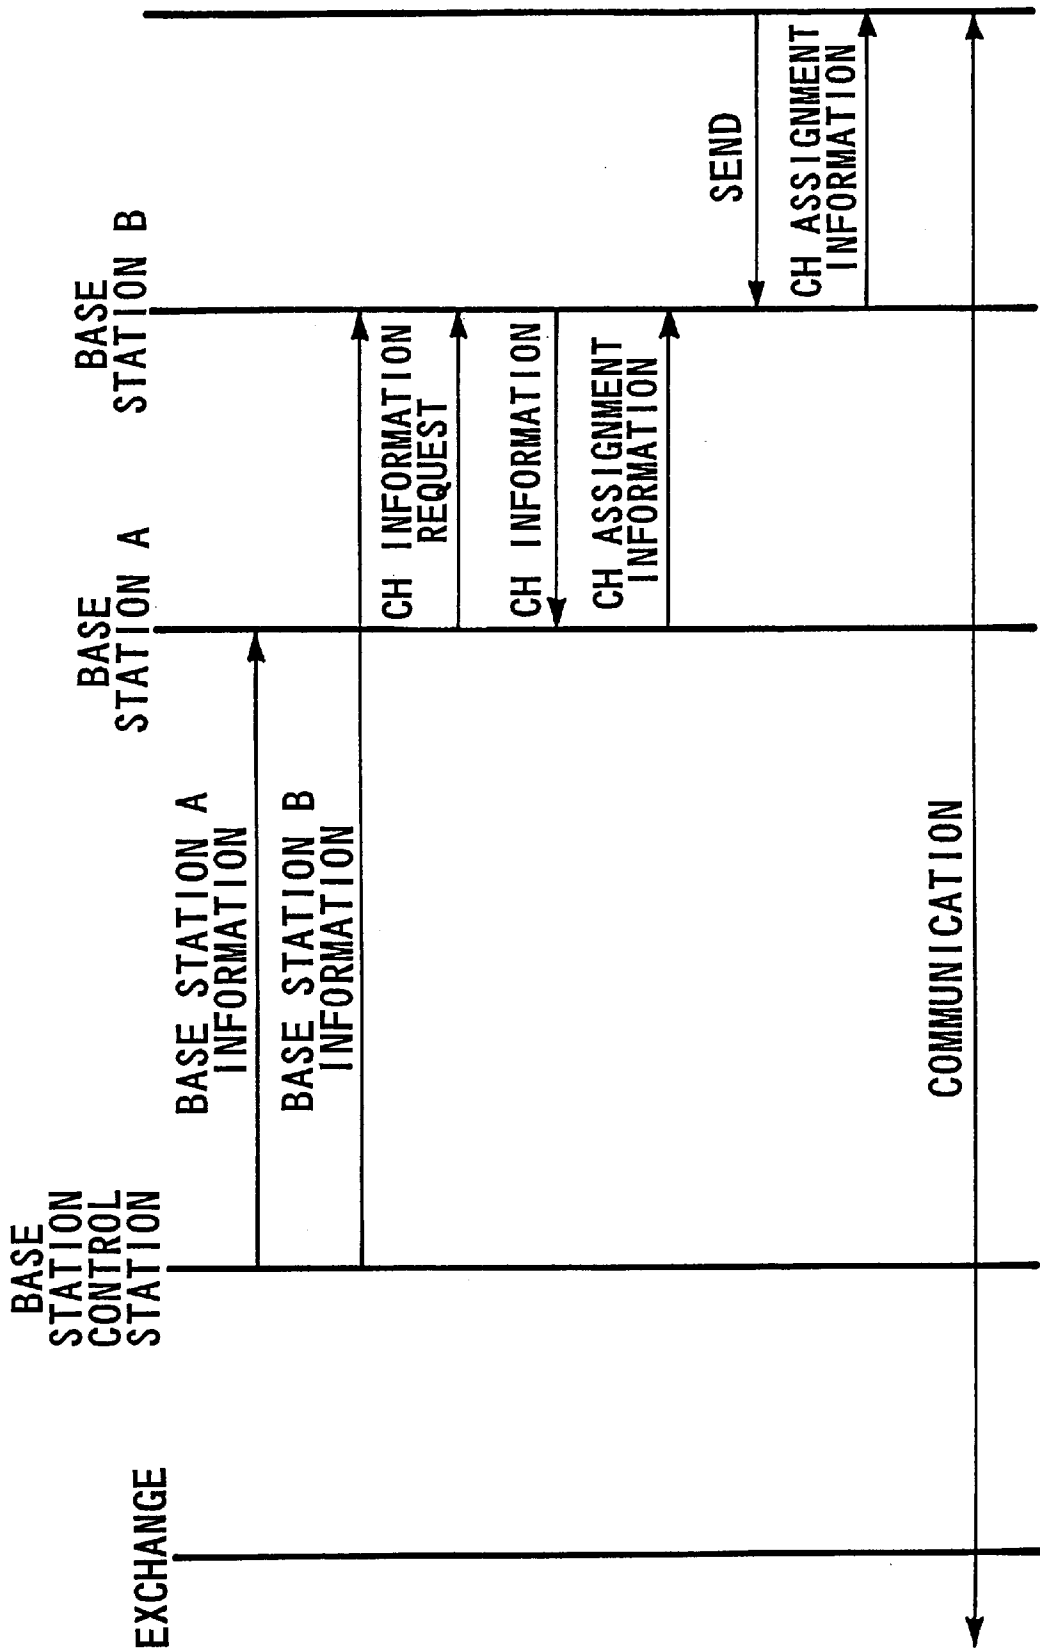 EXCHANGE
BASE
STATION
CONTROL
STATION
BASE
STATION A
BASE
STATION B
BASE STATION A
INFORMATION
BASE STATION B
INFORMATION
CH INFORMATION
REQUEST
CH INFORMATION
CH ASSIGNMENT
INFORMATION
SEND
CH ASSIGNMENT
INFORMATION
COMMUNICATION